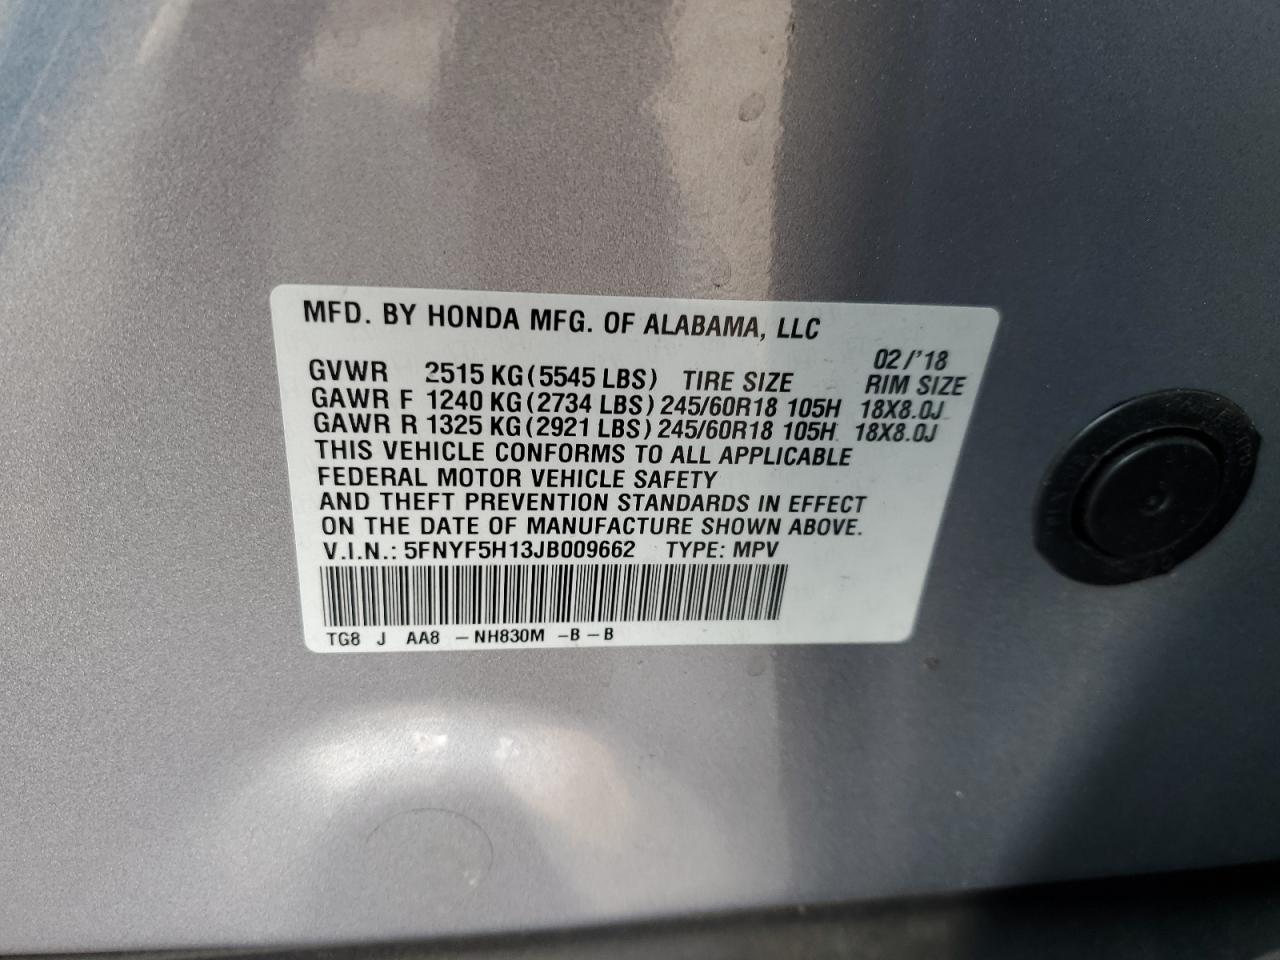 MFD. BY HONDA MFG. OF ALABAMA, LLC
02/'18
GVWR 2515 KG(5545 LBS) TIRE SIZE RIM SIZE
GAWR F 1240 KG(2734 LBS) 245/60R18 105H 18X8.0J
GAWR R 1325 KG(2921 LBS) 245/60R18 105H 18X8.0J
THIS VEHICLE CONFORMS TO ALL APPLICABLE
FEDERAL MOTOR VEHICLE SAFETY
AND THEFT PREVENTION STANDARDS IN EFFECT
ON THE DATE OF MANUFACTURE SHOWN ABOVE.
V.I.N.: 5FNYF5H13JB009662 TYPE: MPV
TG8 J AA8 -NH830M -B-B